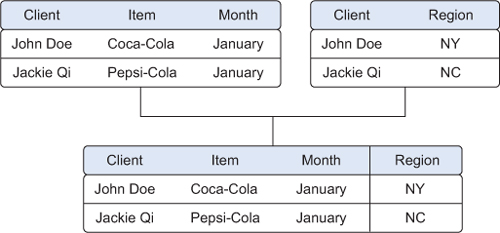 Client Item Month
John Doe Coca-Cola January
Jackie Qi Pepsi-Cola January
Client Region
John Doe NY
Jackie Qi NC
Client Item Month Region
John Doe Coca-Cola January NY
Jackie Qi Pepsi-Cola January NC